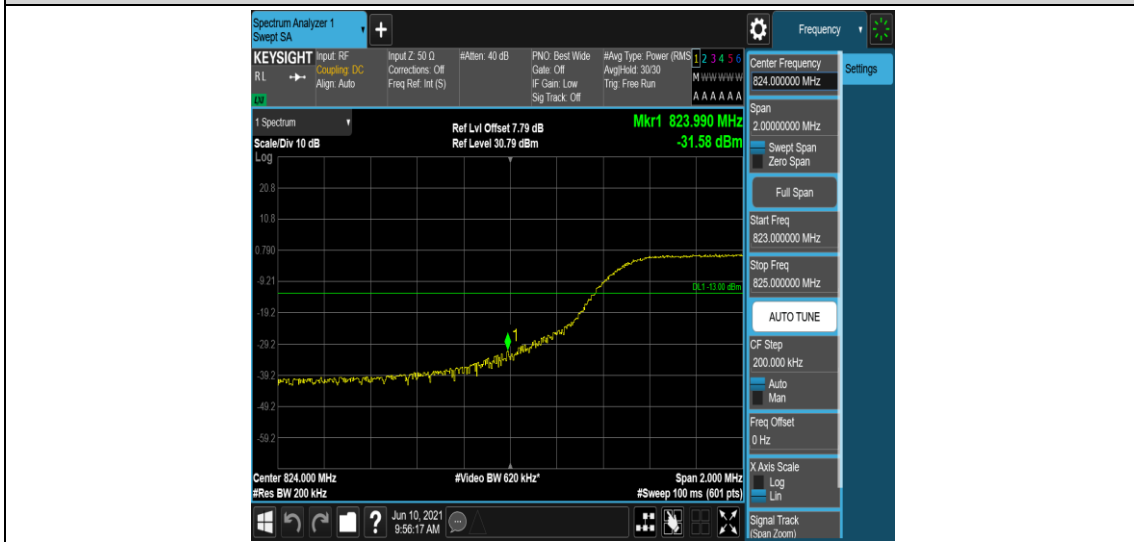 Spectrum Analyzer 1
Swept SA
+
Frequency
KEYSIGHT
Input: RF
Input Z: 50 Ω
#Atten: 40 dB
PNO: Best Wide
#Avg Type: Power (RMS
1 2 3 4 5 6
RL
Coupling: DC
Corrections: Off
Gate: Off
Avg|Hold: 30/30
M W W W W W
Align: Auto
Freq Ref: Int (S)
IF Gain: Low
Trig: Free Run
Sig Track: Off
A A A A A A
1 Spectrum
Ref Lvl Offset 7.79 dB
Mkr1 823.990 MHz
Scale/Div 10 dB
Ref Level 30.79 dBm
-31.58 dBm
Log
20.8
10.8
0.790
-9.21
DL1 -13.00 dBm
-19.2
1
-29.2
-39.2
-49.2
-59.2
Center 824.000 MHz
#Video BW 620 kHz*
Span 2.000 MHz
#Res BW 200 kHz
#Sweep 100 ms (601 pts)
Jun 10, 2021
9:56:17 AM
?
Center Frequency
824.000000 MHz
Settings
Span
2.00000000 MHz
Swept Span
Zero Span
Full Span
Start Freq
823.000000 MHz
Stop Freq
825.000000 MHz
AUTO TUNE
CF Step
200.000 kHz
Auto
Man
Freq Offset
0 Hz
X Axis Scale
Log
Lin
Signal Track
(Span Zoom)